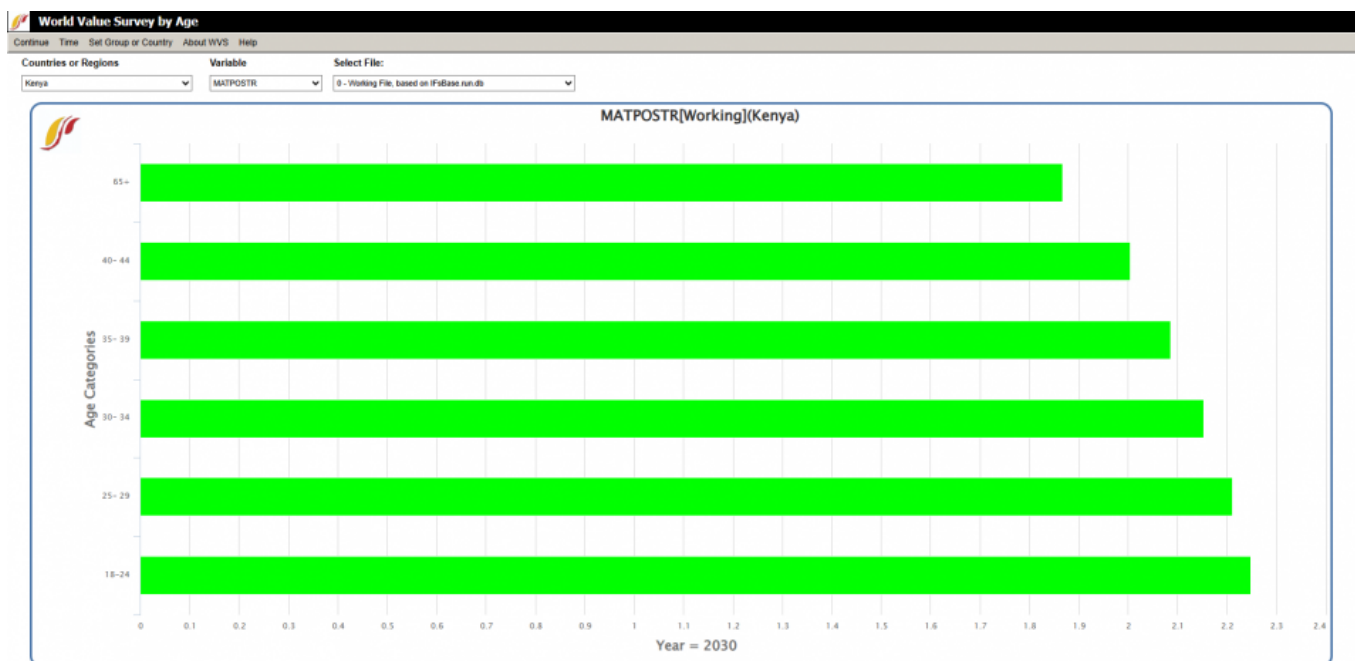 World Value Survey by Age
Continue Time Set Group or Country About WVS Help
Countries or Regions Variable Select File:
Kenya MATPOSTR 0 - Working File, based on IFsBase.run.db
MATPOSTR[Working](Kenya)
65+
40- 44
35- 39
30- 34
25- 29
18-24
Age Categories
0 0.1 0.2 0.3 0.4 0.5 0.6 0.7 0.8 0.9 1 1.1 1.2 1.3 1.4 1.5 1.6 1.7 1.8 1.9 2 2.1 2.2 2.3 2.4
Year = 2030